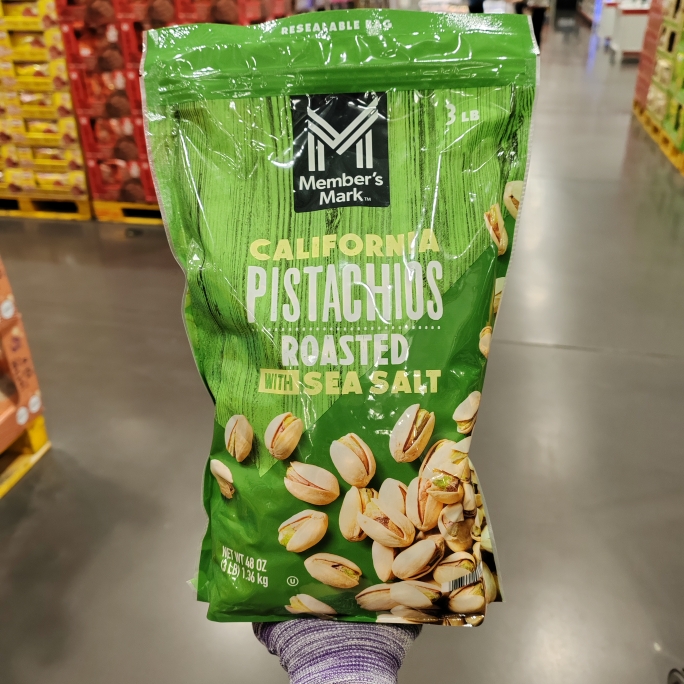 RESEALABLE BAG
3 LB
Member's
Mark™
CALIFORNIA
PISTACHIOS
ROASTED
WITH SEA SALT
NET WT 48 OZ
(3 LB) 1.36 kg
U